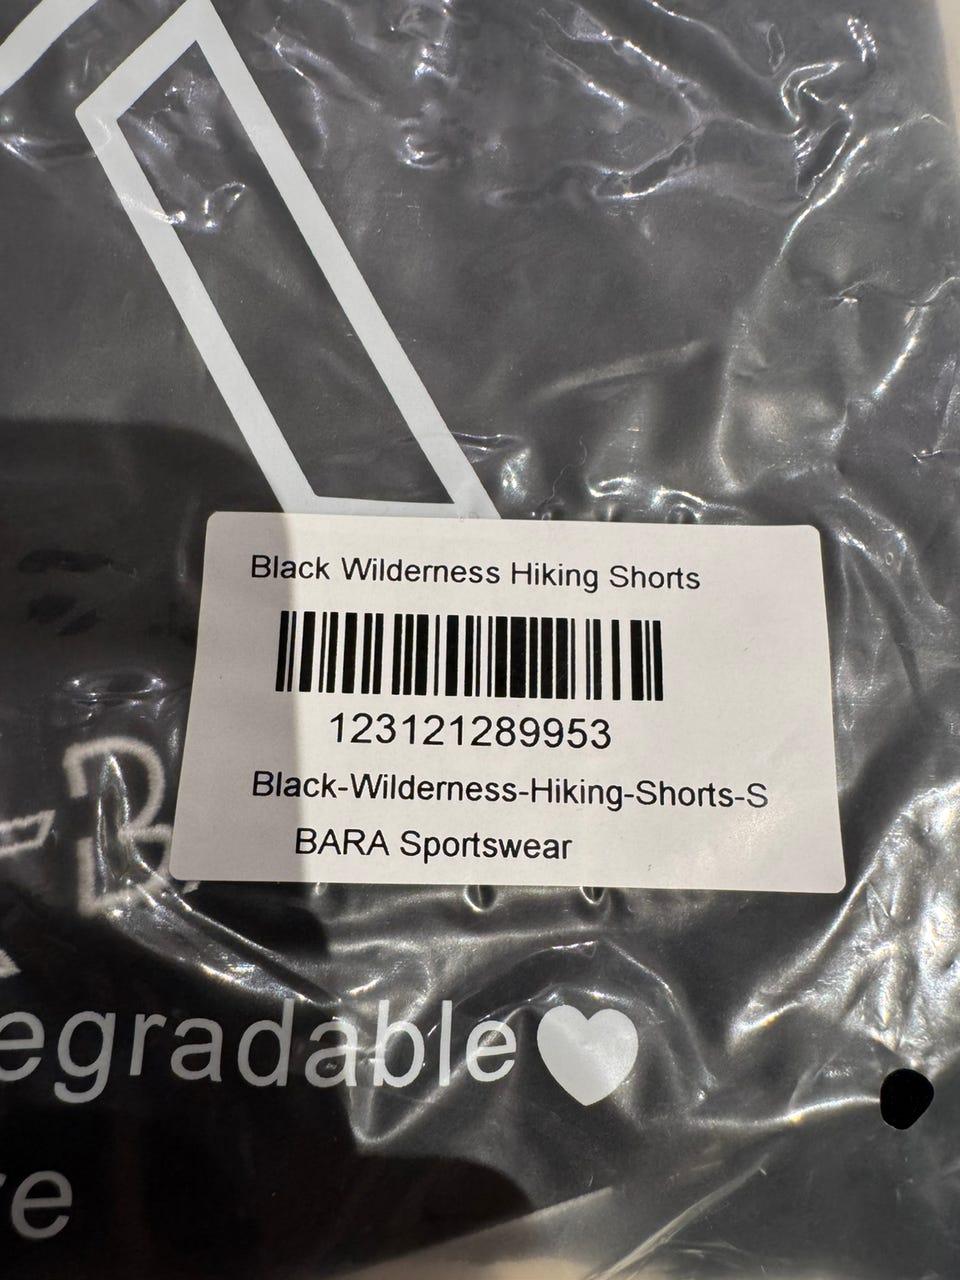 Black Wilderness Hiking Shorts
123121289953
Black-Wilderness-Hiking-Shorts-S
BARA Sportswear
egradable